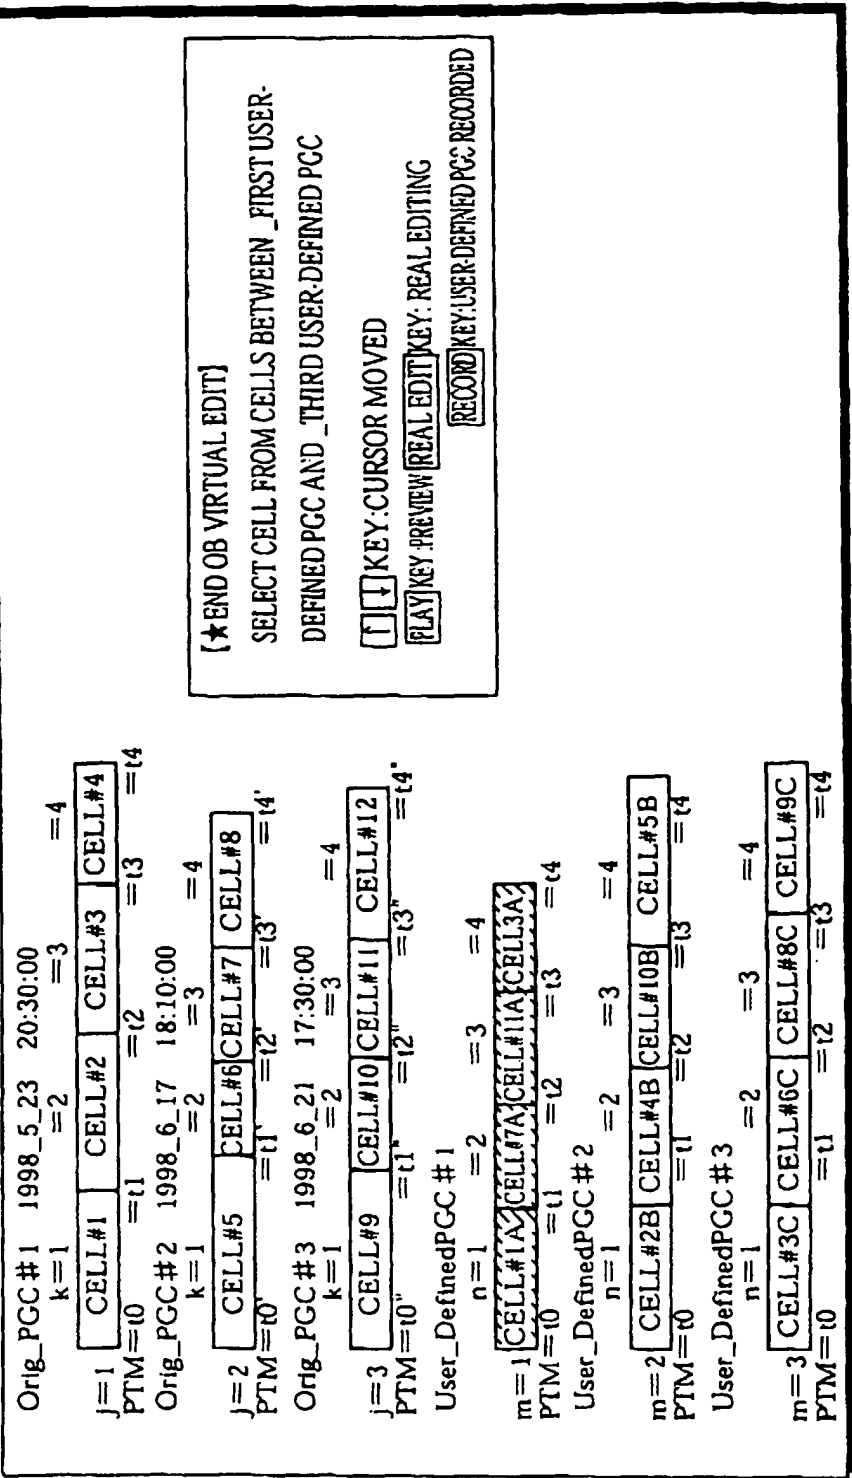 Orig_PGC#1 1998_5_23 20:30:00
k=1 =2 =3 =4
j=1 CELL#1 CELL#2 CELL#3 CELL#4
PTM=t0 =t1 =t2 =t3 =t4
Orig_PGC#2 1998_6_17 18:10:00
k=1 =2 =3 =4
j=2 CELL#5 CELL#6 CELL#7 CELL#8
PTM=t0' =t1' =t2' =t3' =t4'
Orig_PGC#3 1998_6_21 17:30:00
k=1 =2 =3 =4
j=3 CELL#9 CELL#10 CELL#11 CELL#12
PTM=t0" =t1" =t2" =t3" =t4"
User_DefinedPGC#1
n=1 =2 =3 =4
m=1 CELL#1A CELL#7A CELL#11A CELL3A
PTM=t0 =t1 =t2 =t3 =t4
User_DefinedPGC#2
n=1 =2 =3 =4
m=2 CELL#2B CELL#4B CELL#10B CELL#5B
PTM=t0 =t1 =t2 =t3 =t4
User_DefinedPGC#3
n=1 =2 =3 =4
m=3 CELL#3C CELL#6C CELL#8C CELL#9C
PTM=t0 =t1 =t2 =t3 =t4
[★END OB VIRTUAL EDIT]
SELECT CELL FROM CELLS BETWEEN _FIRST USER-
DEFINED PGC AND _THIRD USER-DEFINED PGC
↑ ↓ KEY:CURSOR MOVED
PLAY KEY:PREVIEW REAL EDIT KEY: REAL EDITING
RECORD KEY:USER-DEFINED PGC RECORDED